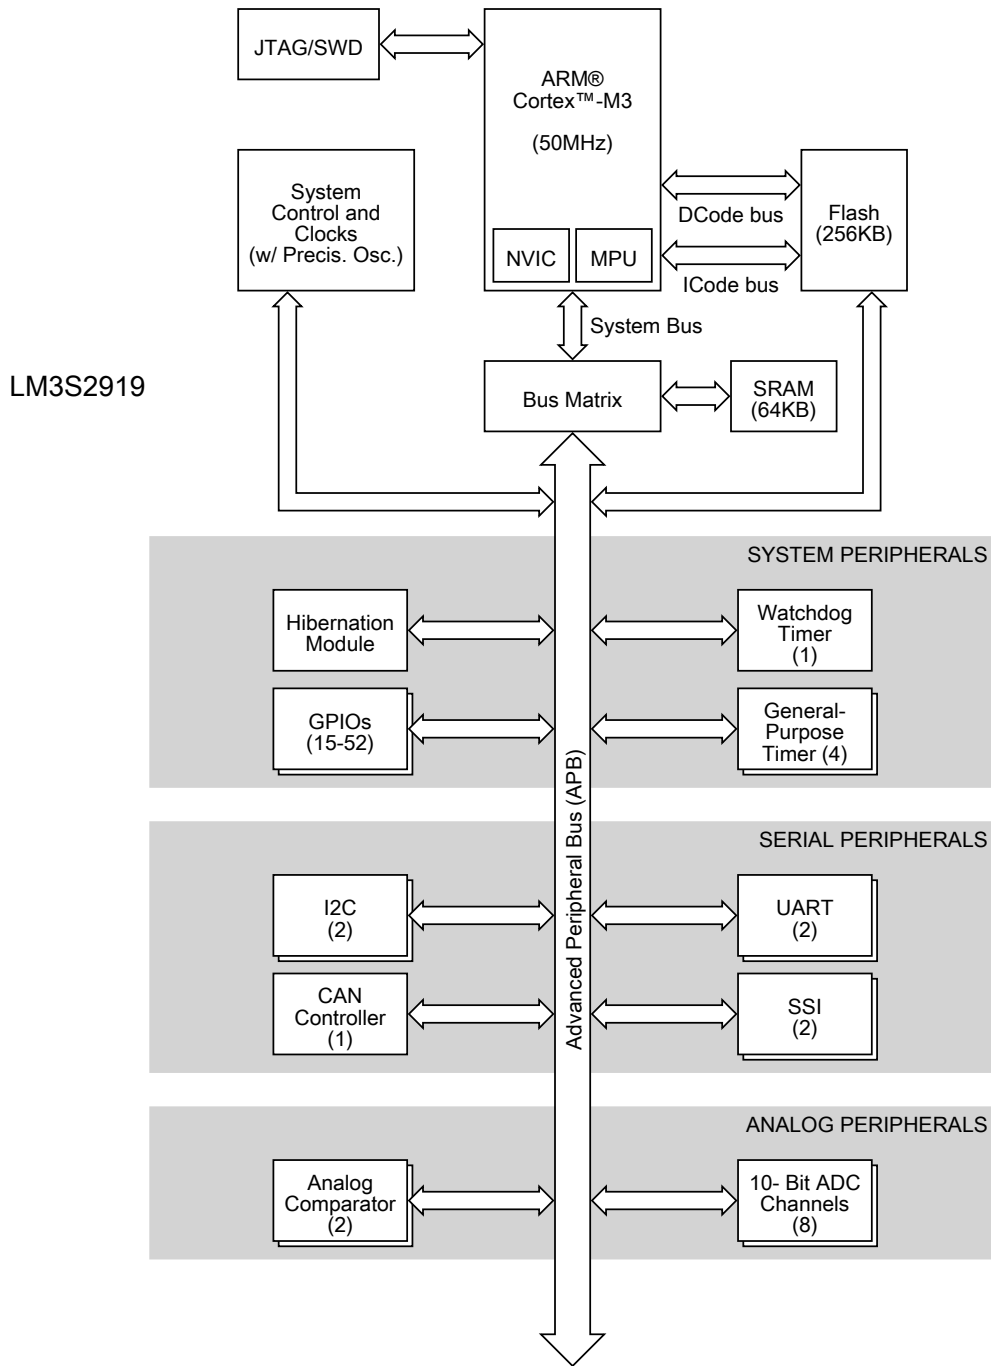 JTAG/SWD
ARM®
Cortex™-M3
(50MHz)
System
Control and
Clocks
(w/ Precis. Osc.)
NVIC
MPU
DCode bus
ICode bus
Flash
(256KB)
System Bus
LM3S2919
Bus Matrix
SRAM
(64KB)
SYSTEM PERIPHERALS
Hibernation
Module
Watchdog
Timer
(1)
GPIOs
(15-52)
General-
Purpose
Timer (4)
Advanced Peripheral Bus (APB)
SERIAL PERIPHERALS
I2C
(2)
UART
(2)
CAN
Controller
(1)
SSI
(2)
ANALOG PERIPHERALS
Analog
Comparator
(2)
10- Bit ADC
Channels
(8)